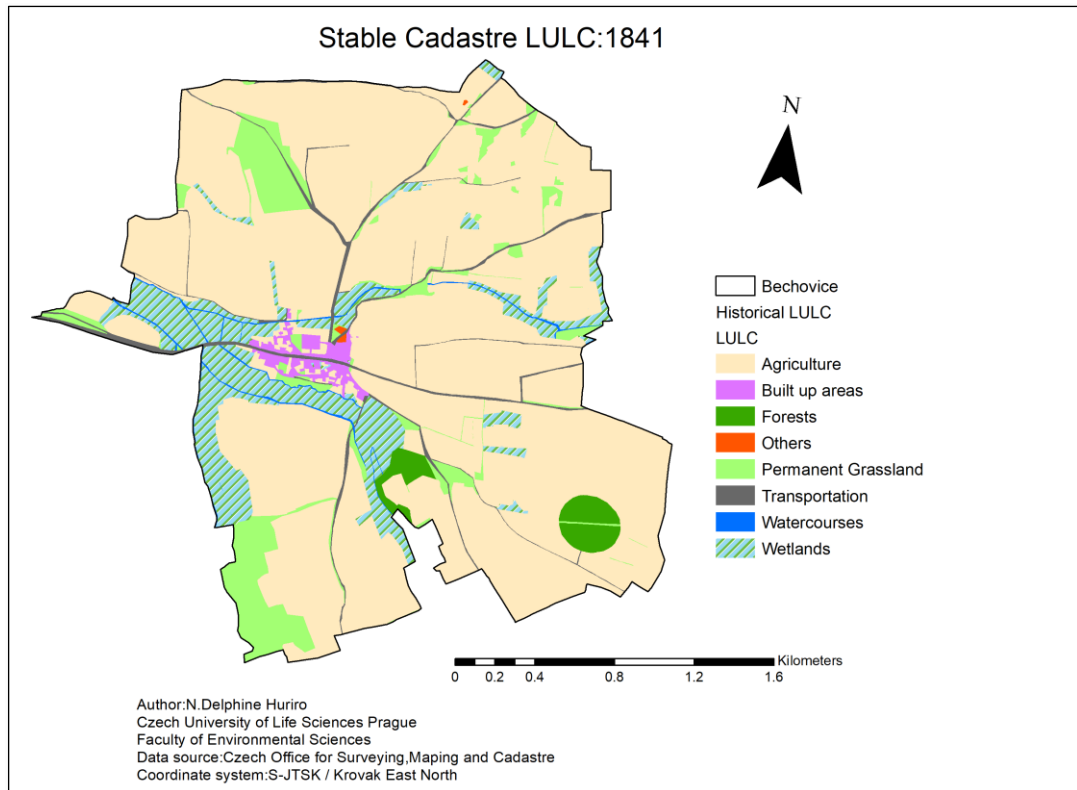 Stable Cadastre LULC:1841
N
Bechovice
Historical LULC
LULC
Agriculture
Built up areas
Forests
Others
Permanent Grassland
Transportation
Watercourses
Wetlands
Kilometers
0 0.2 0.4 0.8 1.2 1.6
Author:N.Delphine Huriro
Czech University of Life Sciences Prague
Faculty of Environmental Sciences
Data source:Czech Office for Surveying,Maping and Cadastre
Coordinate system:S-JTSK / Krovak East North